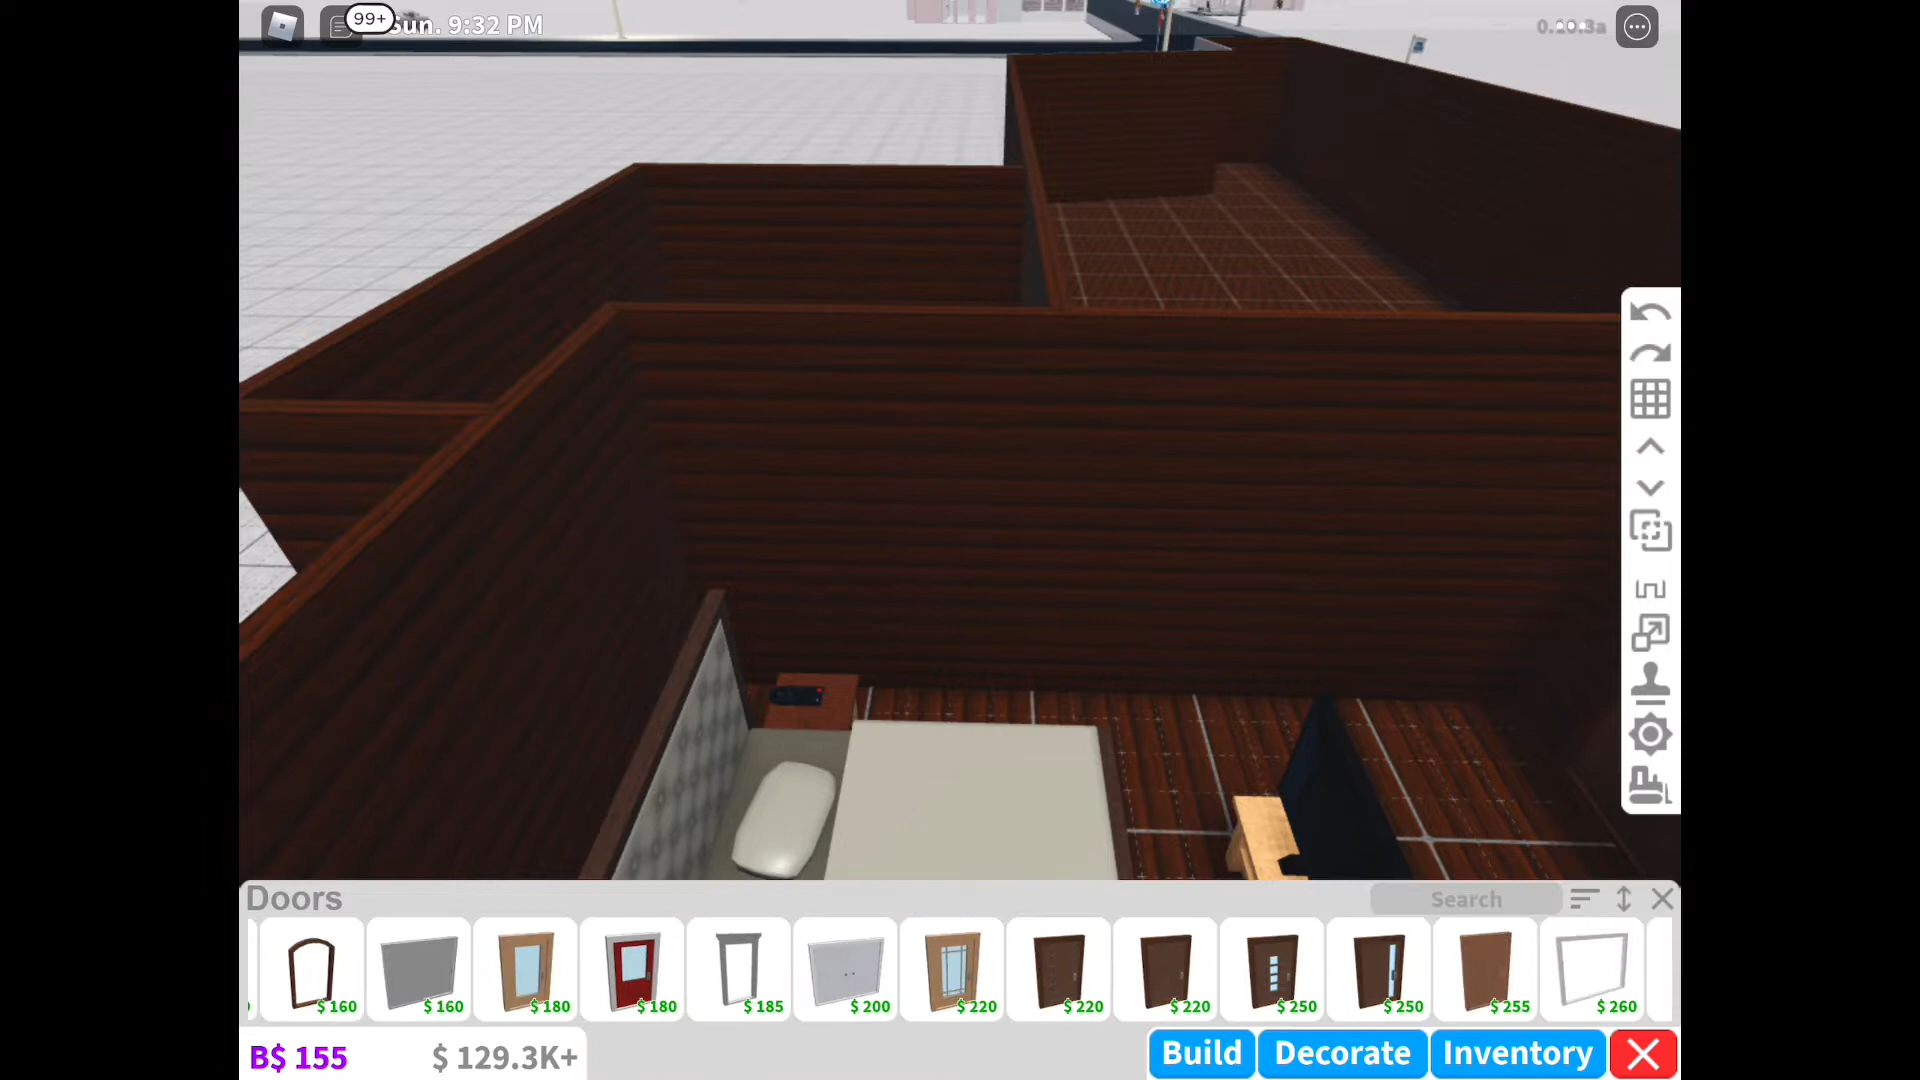 99+
Sun. 9:32 PM
Doors
Search
$ 160
$ 160
$ 180
$ 180
$ 185
$ 200
$ 220
$ 220
$ 220
$ 250
$ 250
$ 255
$ 260
B$ 155
$ 129.3K+
Build
Decorate
Inventory